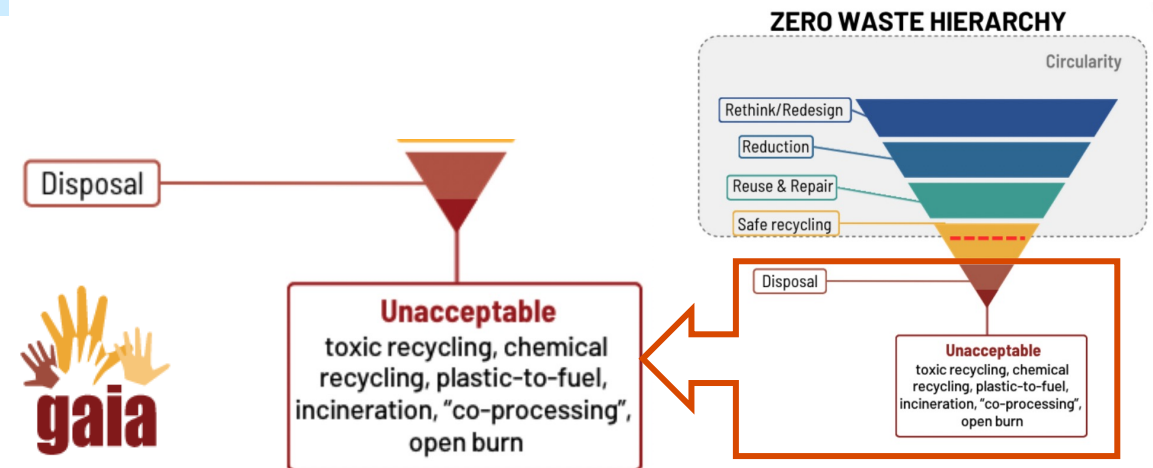 ZERO WASTE HIERARCHY
Circularity
Rethink/Redesign
Reduction
Reuse & Repair
Safe recycling
Disposal
Unacceptable
toxic recycling, chemical
recycling, plastic-to-fuel,
incineration, “co-processing”,
open burn
Disposal
Unacceptable
toxic recycling, chemical
recycling, plastic-to-fuel,
incineration, “co-processing”,
open burn
gaia